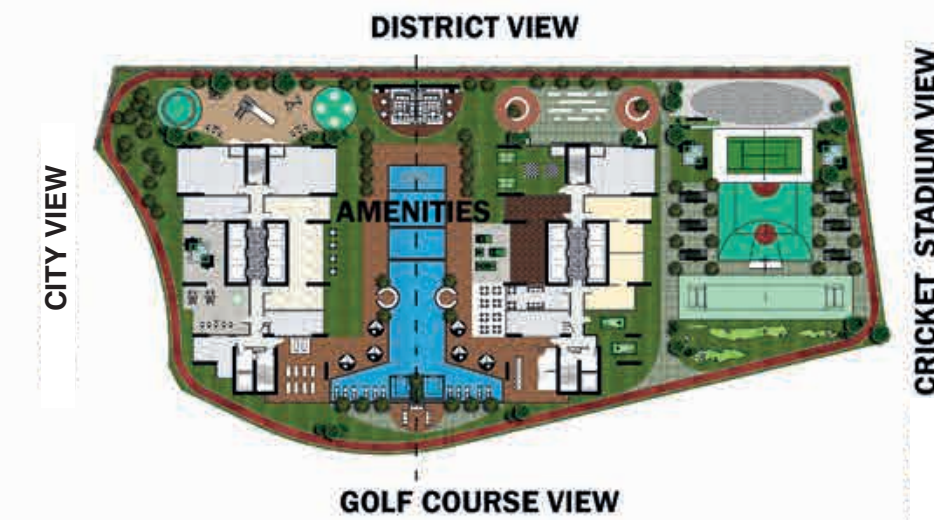 DISTRICT VIEW
CITY VIEW
AMENITIES
CRICKET STADIUM VIEW
GOLF COURSE VIEW